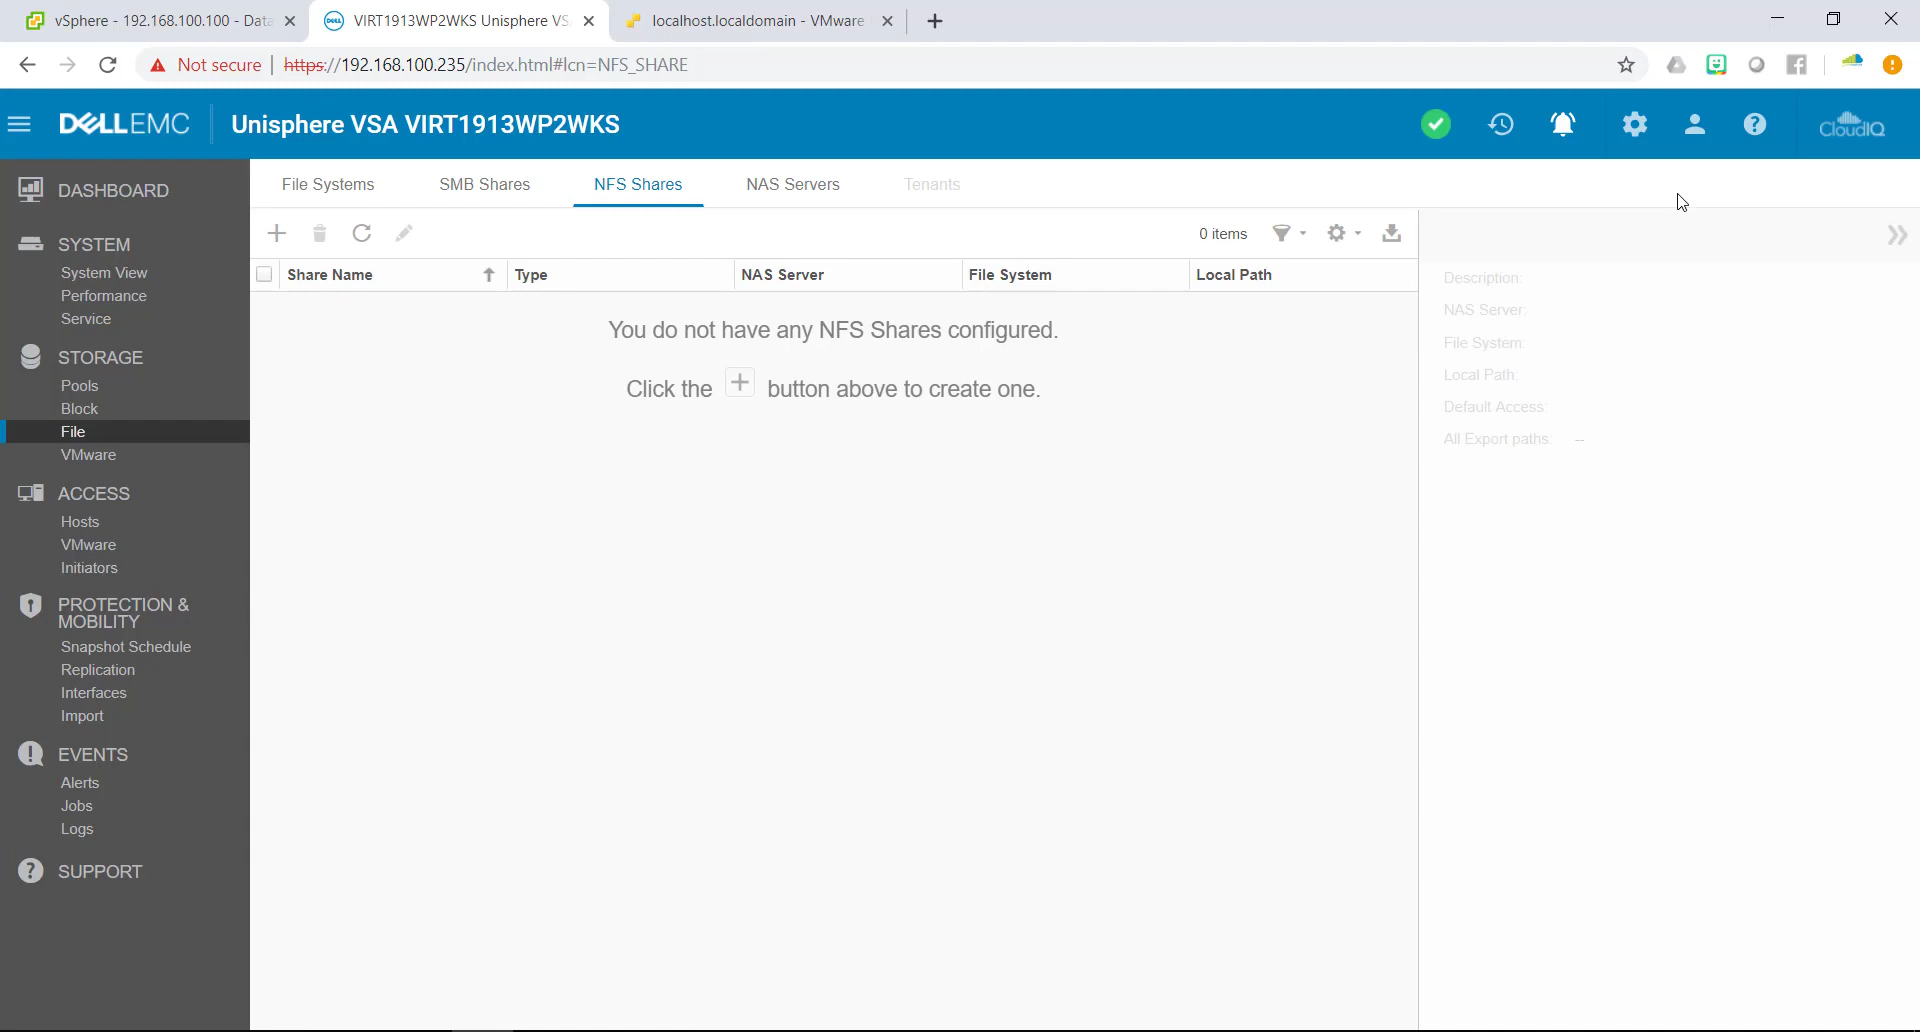 vSphere - 192.168.100.100 - Data
VIRT1913WP2WKS Unisphere VS
localhost.localdomain - VMware
Not secure | https://192.168.100.235/index.html#lcn=NFS_SHARE
DELLEMC
Unisphere VSA VIRT1913WP2WKS
CloudIQ
DASHBOARD
SYSTEM
System View
Performance
Service
STORAGE
Pools
Block
File
VMware
ACCESS
Hosts
VMware
Initiators
PROTECTION &
MOBILITY
Snapshot Schedule
Replication
Interfaces
Import
EVENTS
Alerts
Jobs
Logs
SUPPORT
File Systems
SMB Shares
NFS Shares
NAS Servers
Tenants
0 items
Share Name
Type
NAS Server
File System
Local Path
You do not have any NFS Shares configured.
Click the + button above to create one.
Description:
NAS Server:
File System:
Local Path:
Default Access:
All Export paths: --